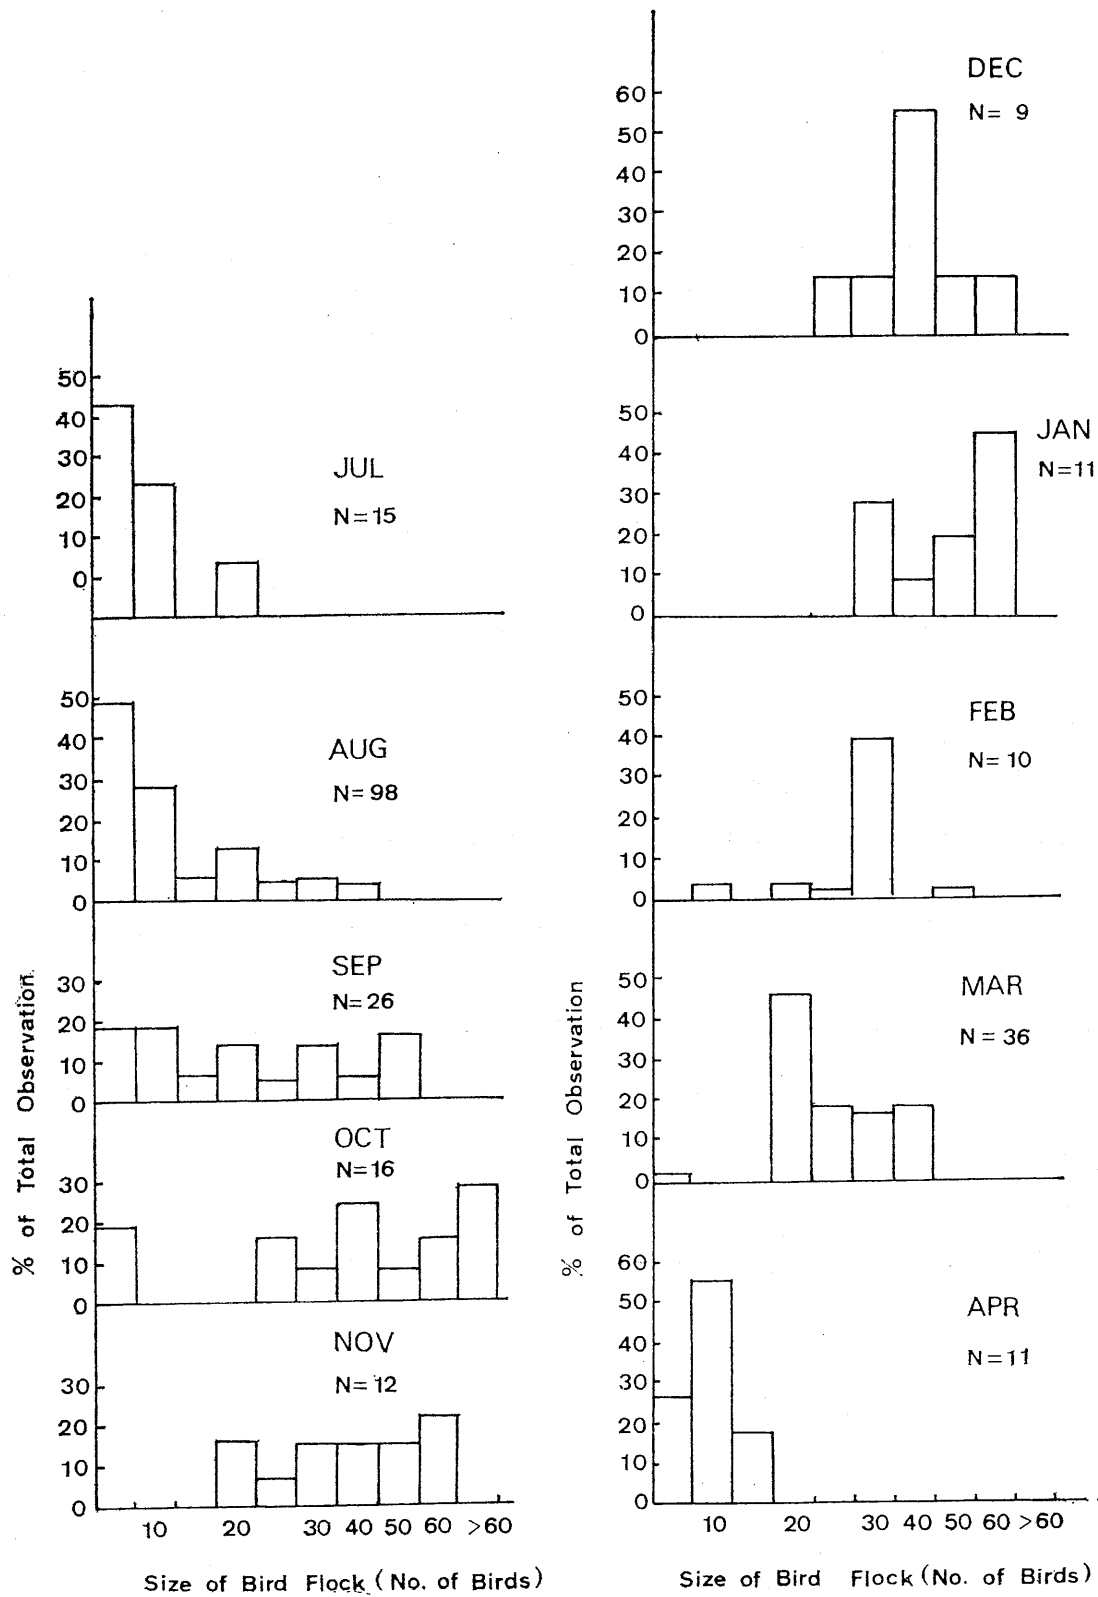 50
40
30
20
10
0
JUL
N=15
50
40
30
20
10
0
AUG
N=98
30
20
10
0
SEP
N=26
30
20
10
0
OCT
N=16
30
20
10
0
NOV
N=12
10 20 30 40 50 60 >60
Size of Bird Flock (No. of Birds)
% of Total Observation
60
50
40
30
20
10
0
DEC
N= 9
50
40
30
20
10
0
JAN
N=11
50
40
30
20
10
0
FEB
N= 10
50
40
30
20
10
0
MAR
N = 36
60
50
40
30
20
10
0
APR
N=11
10 20 30 40 50 60 >60
Size of Bird Flock (No. of Birds)
% of Total Observation